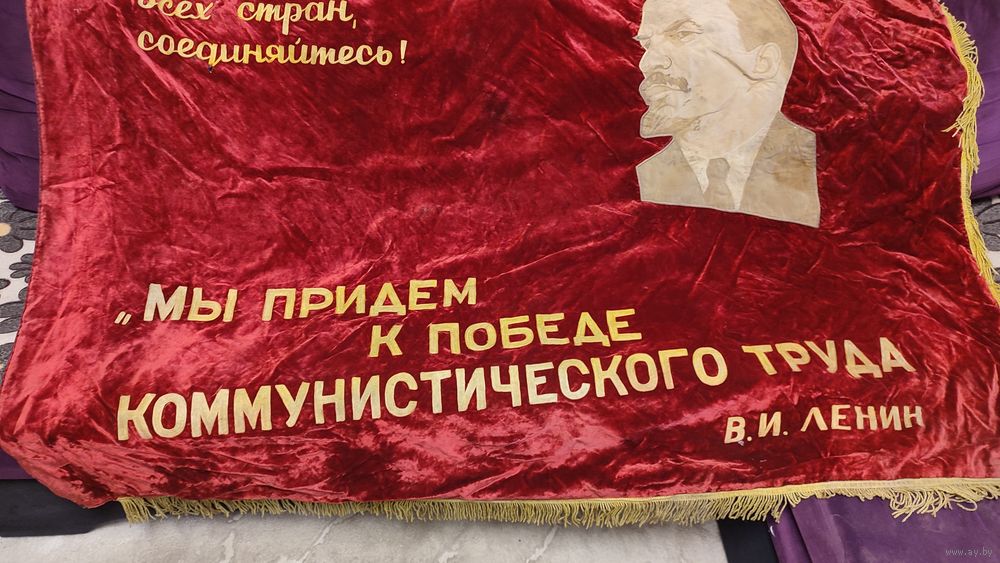 всех стран,
соединяйтесь!
„МЫ ПРИДЕМ
К ПОБЕДЕ
КОММУНИСТИЧЕСКОГО ТРУДА
В.И. ЛЕНИН
www.ay.by